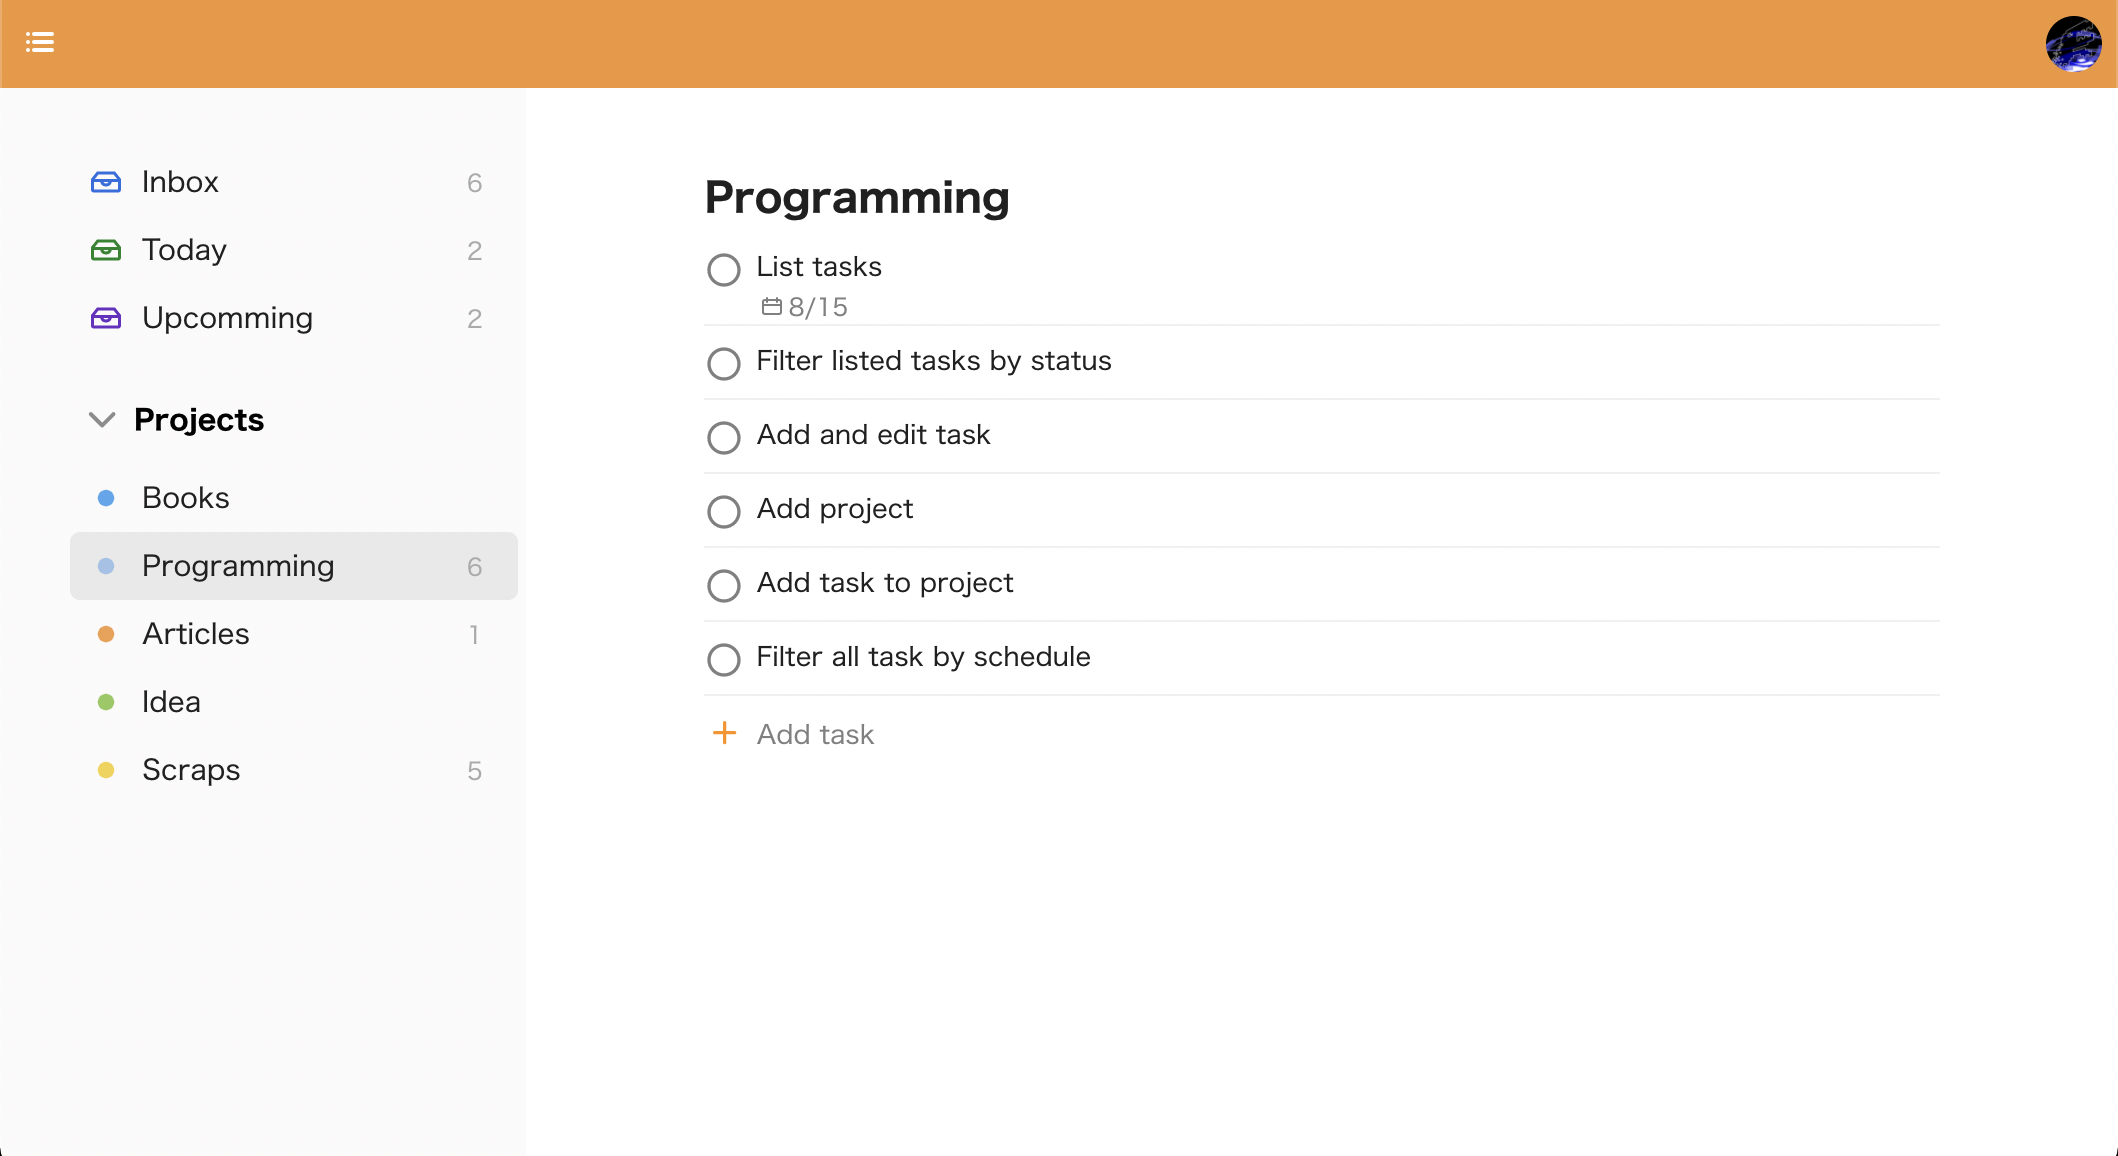 Inbox 6
Today 2
Upcomming 2
Projects
Books
Programming 6
Articles 1
Idea
Scraps 5
Programming
List tasks
8/15
Filter listed tasks by status
Add and edit task
Add project
Add task to project
Filter all task by schedule
Add task